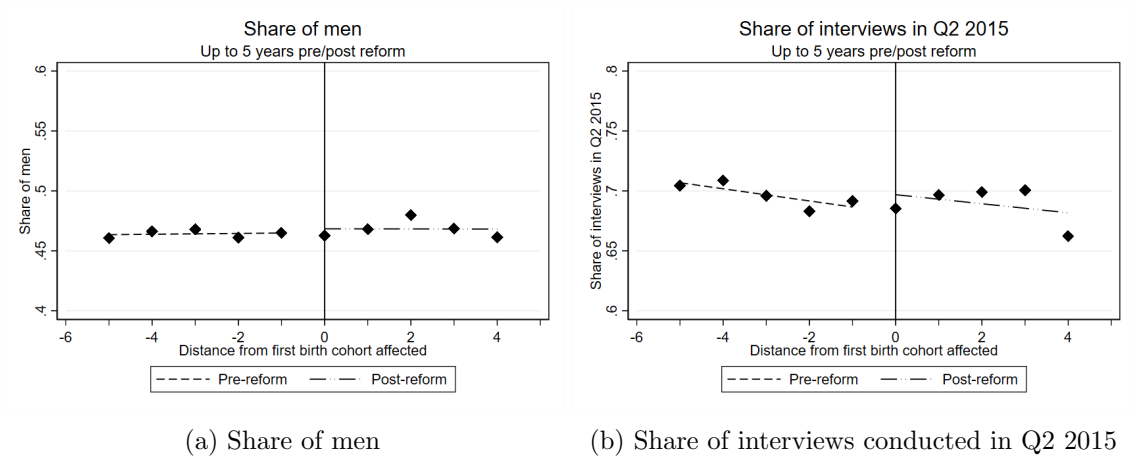 Share of men
Up to 5 years pre/post reform
Share of men
.6
.55
.5
.45
.4
-6
-4
-2
0
2
4
Distance from first birth cohort affected
Pre-reform
Post-reform
(a) Share of men
Share of interviews in Q2 2015
Up to 5 years pre/post reform
Share of interviews in Q2 2015
.8
.75
.7
.65
.6
-6
-4
-2
0
2
4
Distance from first birth cohort affected
Pre-reform
Post-reform
(b) Share of interviews conducted in Q2 2015